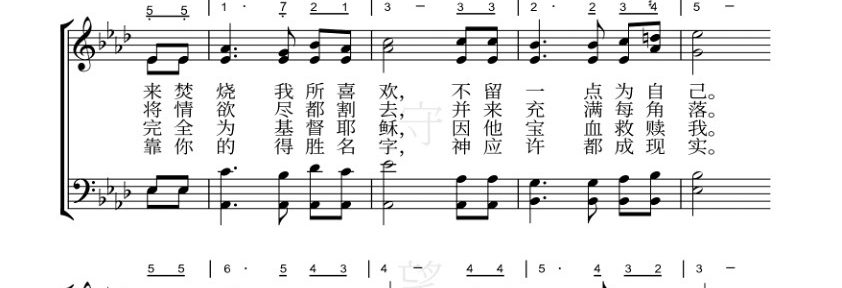 5 5 | 1 · 7 2 1 | 3 – 3 3 | 2 · 2 3 4 | 5 –
来 焚 烧 我 所 喜 欢， 不 留 一 点 为 自 己。
将 情 欲 尽 都 割 去， 并 来 充 满 每 角 落。
完 全 为 基 督 耶 稣， 因 他 宝 血 救 赎 我。
靠 你 的 得 胜 名 字， 神 应 许 都 成 现 实。
守
5 5 | 6 · 5 4 3 | 4 – 4 4 | 5 · 4 3 2 | 3 –
望